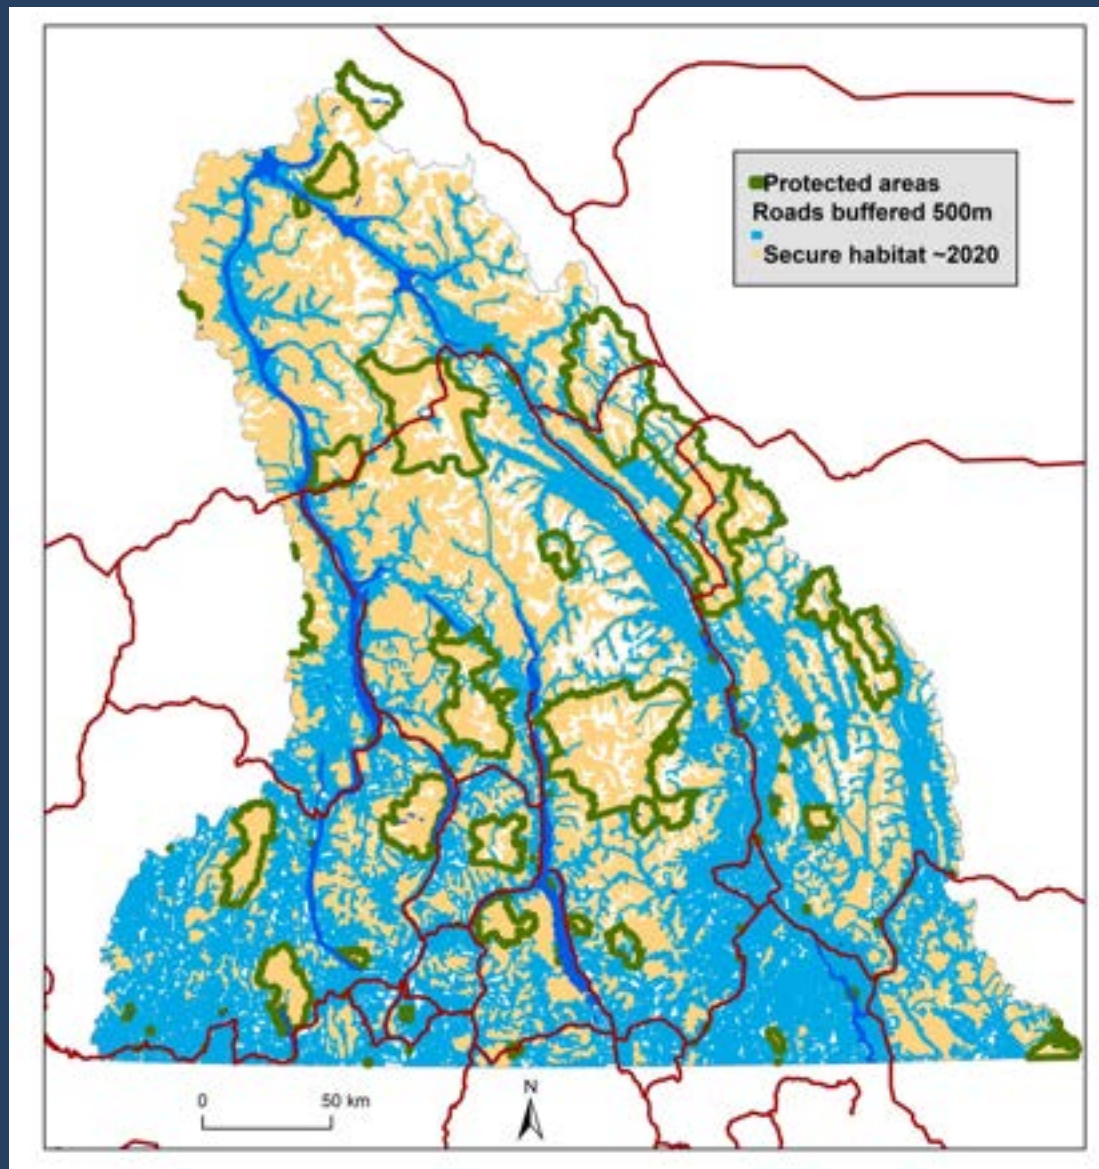 Protected areas
Roads buffered 500m
Secure habitat ~2020
0 50 km
N